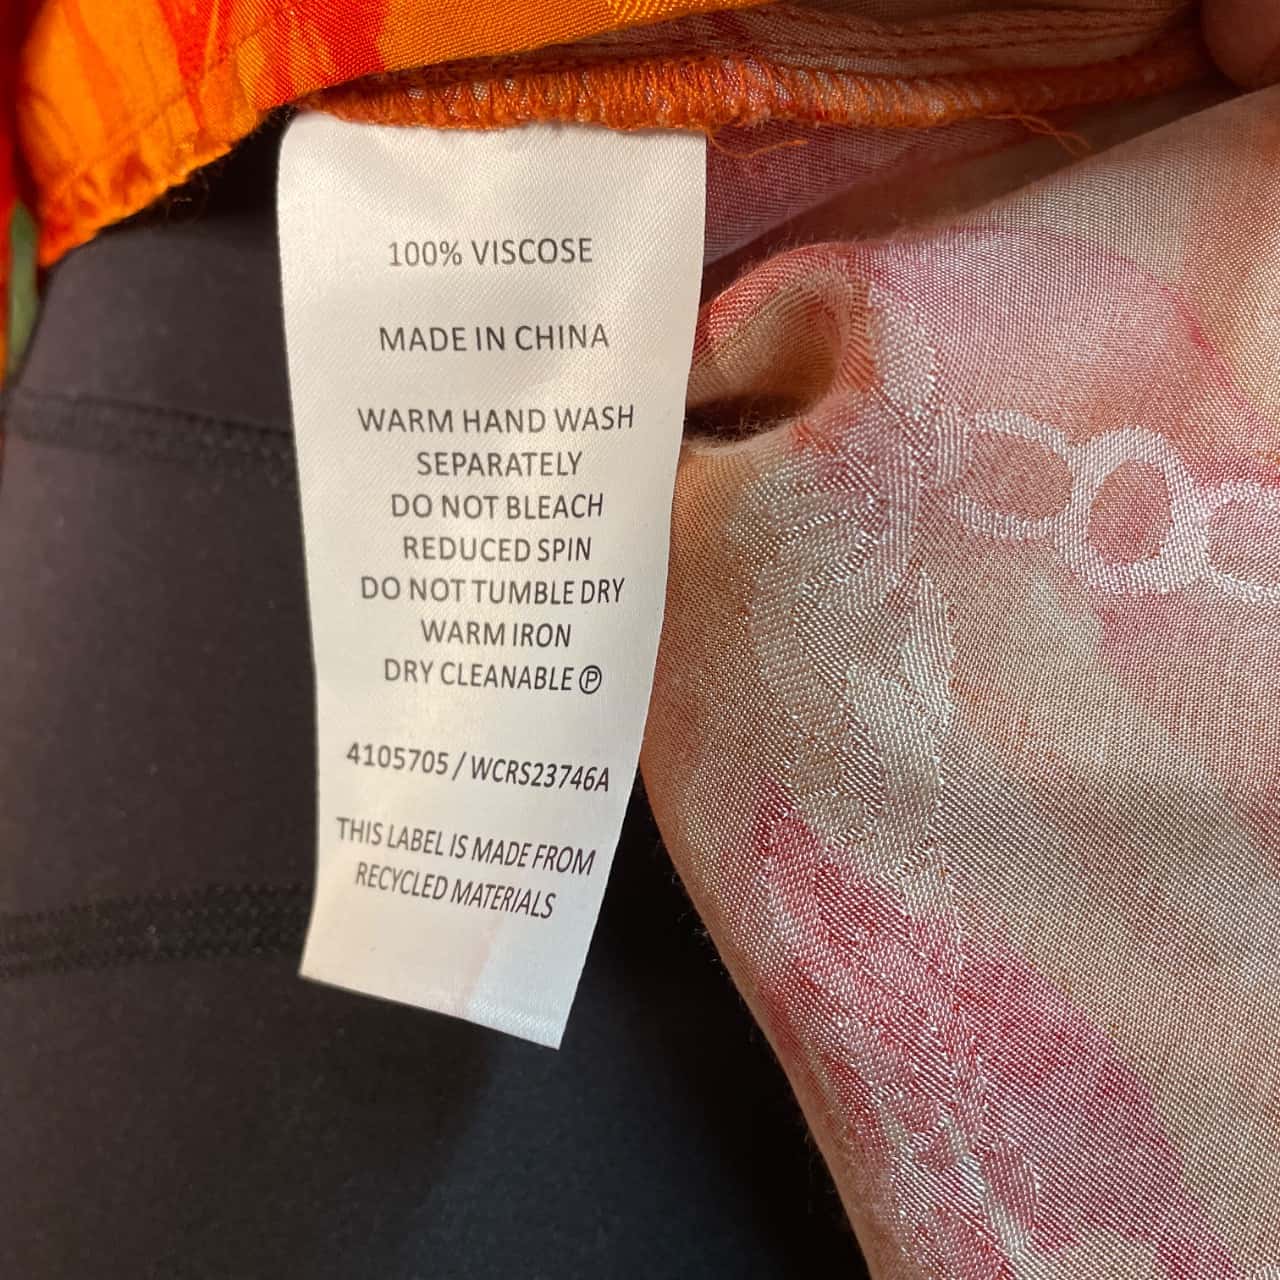 100% VISCOSE
MADE IN CHINA
WARM HAND WASH
SEPARATELY
DO NOT BLEACH
REDUCED SPIN
DO NOT TUMBLE DRY
WARM IRON
DRY CLEANABLE Ⓟ
4105705 / WCRS23746A
THIS LABEL IS MADE FROM
RECYCLED MATERIALS